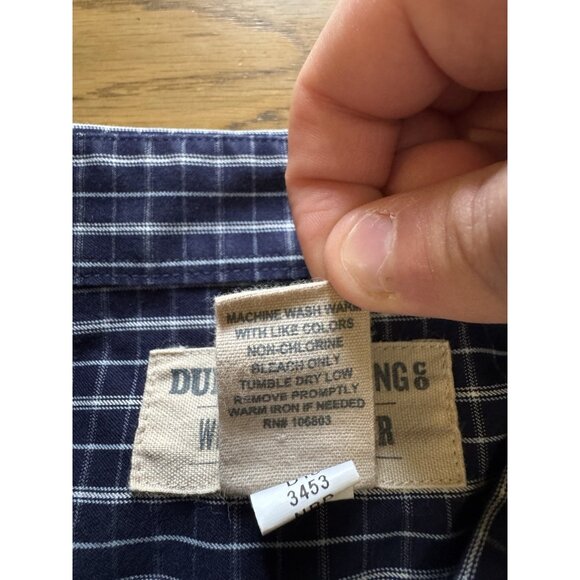 MACHINE WASH WARM
WITH LIKE COLORS
NON-CHLORINE
BLEACH ONLY
TUMBLE DRY LOW
REMOVE PROMPTLY
WARM IRON IF NEEDED
RN# 106803
NG CO
3453